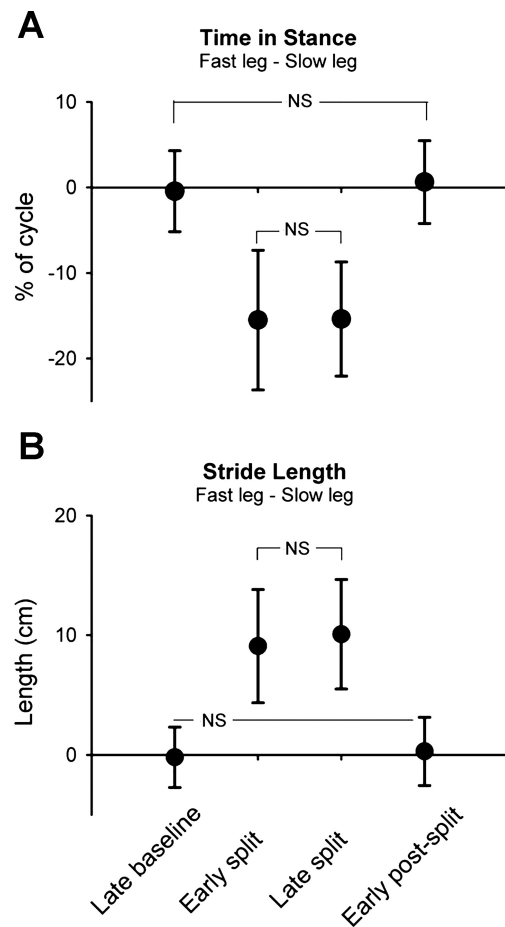 A
Time in Stance
Fast leg - Slow leg
10
NS
0
% of cycle
NS
-10
-20
B
Stride Length
Fast leg - Slow leg
20
NS
Length (cm)
10
NS
0
Late baseline
Early split
Late split
Early post-split